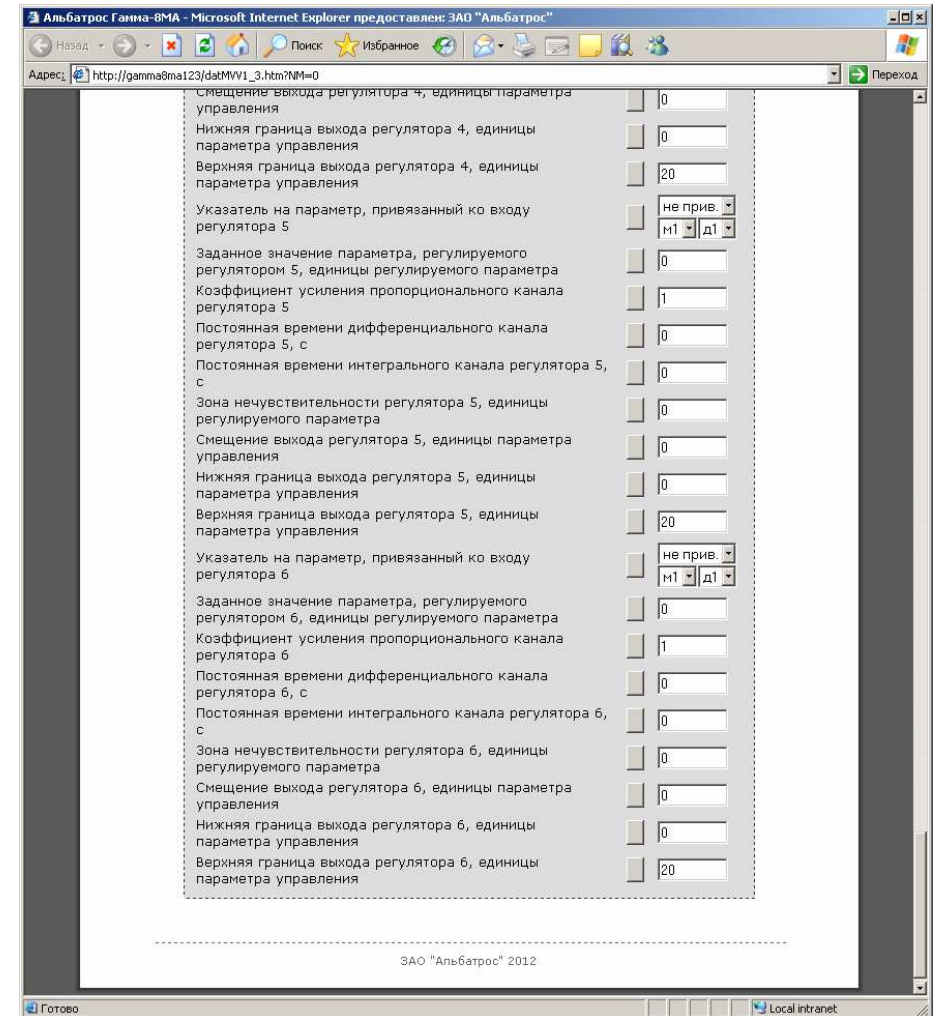 Альбатрос Гамма-8МА - Microsoft Internet Explorer предоставлен: ЗАО "Альбатрос"
Назад Поиск Избранное
Адрес: http://gamma8ma123/datMVV1_3.htm?NM=0 Переход
Смещение выхода регулятора 4, единицы параметра
управления
0
Нижняя граница выхода регулятора 4, единицы
параметра управления
0
Верхняя граница выхода регулятора 4, единицы
параметра управления
20
Указатель на параметр, привязанный ко входу
регулятора 5
не прив.
м1 д1
Заданное значение параметра, регулируемого
регулятором 5, единицы регулируемого параметра
0
Коэффициент усиления пропорционального канала
регулятора 5
1
Постоянная времени дифференциального канала
регулятора 5, с
0
Постоянная времени интегрального канала регулятора 5,
с
0
Зона нечувствительности регулятора 5, единицы
регулируемого параметра
0
Смещение выхода регулятора 5, единицы параметра
управления
0
Нижняя граница выхода регулятора 5, единицы
параметра управления
0
Верхняя граница выхода регулятора 5, единицы
параметра управления
20
Указатель на параметр, привязанный ко входу
регулятора 6
не прив.
м1 д1
Заданное значение параметра, регулируемого
регулятором 6, единицы регулируемого параметра
0
Коэффициент усиления пропорционального канала
регулятора 6
1
Постоянная времени дифференциального канала
регулятора 6, с
0
Постоянная времени интегрального канала регулятора 6,
с
0
Зона нечувствительности регулятора 6, единицы
регулируемого параметра
0
Смещение выхода регулятора 6, единицы параметра
управления
0
Нижняя граница выхода регулятора 6, единицы
параметра управления
0
Верхняя граница выхода регулятора 6, единицы
параметра управления
20
ЗАО "Альбатрос" 2012
Готово Local intranet